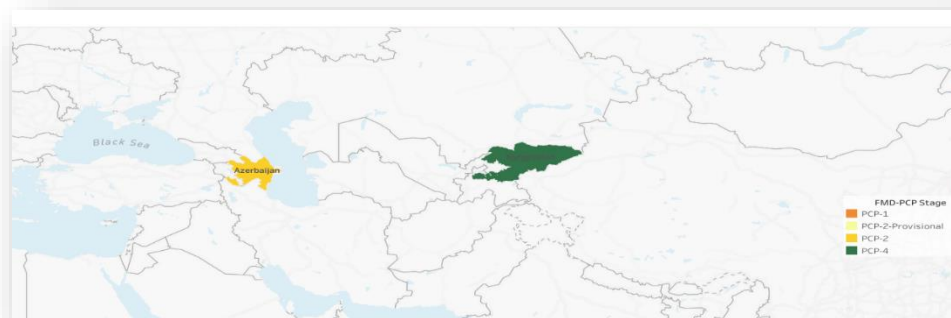 Black Sea
Azerbaijan
FMD-PCP Stage
PCP-1
PCP-2-Provisional
PCP-2
PCP-4